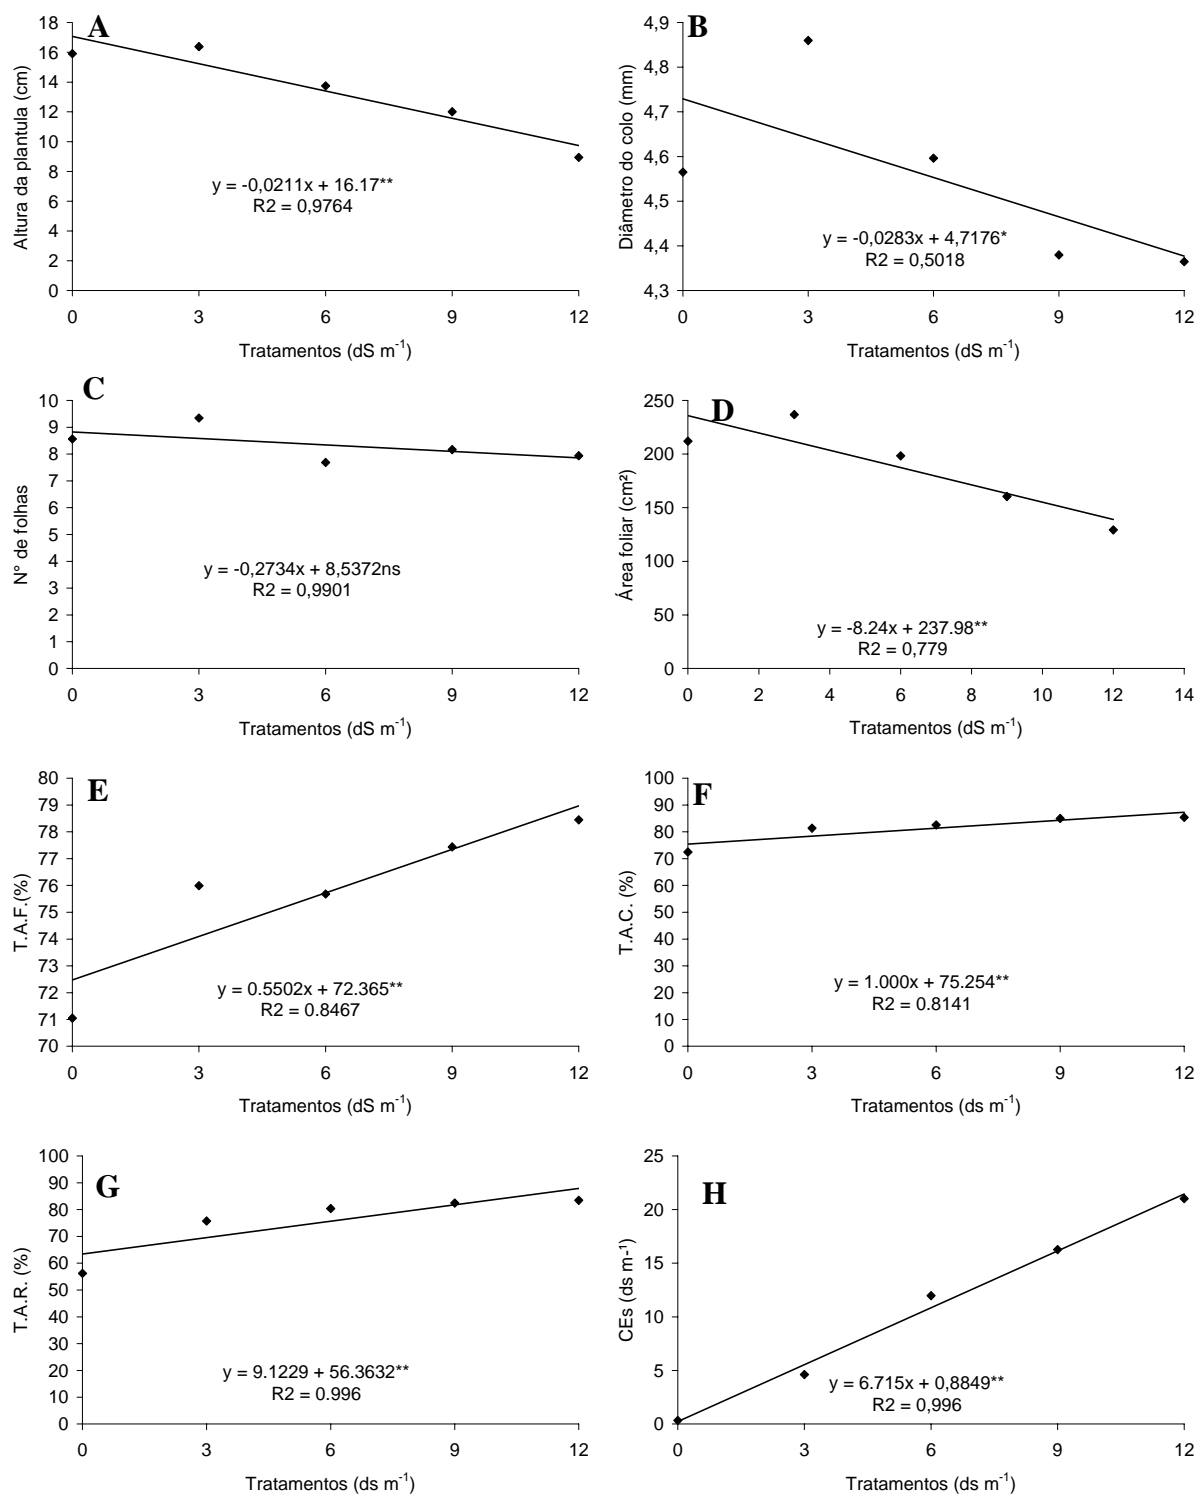 A
18
16
14
12
10
8
6
4
2
0
Altura da plantula (cm)
y = -0,0211x + 16.17**
R2 = 0,9764
0 3 6 9 12
Tratamentos (dS m-1)
B
4,9
4,8
4,7
4,6
4,5
4,4
4,3
Diâmetro do colo (mm)
y = -0,0283x + 4,7176*
R2 = 0,5018
0 3 6 9 12
Tratamentos (dS m-1)
C
10
9
8
7
6
5
4
3
2
1
0
N° de folhas
y = -0,2734x + 8,5372ns
R2 = 0,9901
0 3 6 9 12
Tratamentos (dS m-1)
D
250
200
150
100
50
0
Área foliar (cm²)
y = -8.24x + 237.98**
R2 = 0,779
0 2 4 6 8 10 12 14
Tratamentos (dS m-1)
E
80
79
78
77
76
75
74
73
72
71
70
T.A.F.(%)
y = 0.5502x + 72.365**
R2 = 0.8467
0 3 6 9 12
Tratamentos (dS m-1)
F
100
90
80
70
60
50
40
30
20
10
0
T.A.C. (%)
y = 1.000x + 75.254**
R2 = 0.8141
0 3 6 9 12
Tratamentos (ds m-1)
G
100
90
80
70
60
50
40
30
20
10
0
T.A.R. (%)
y = 9.1229 + 56.3632**
R2 = 0.996
0 3 6 9 12
Tratamentos (ds m-1)
H
25
20
15
10
5
0
CEs (ds m-¹)
y = 6.715x + 0,8849**
R2 = 0,996
0 3 6 9 12
Tratamentos (ds m-1)